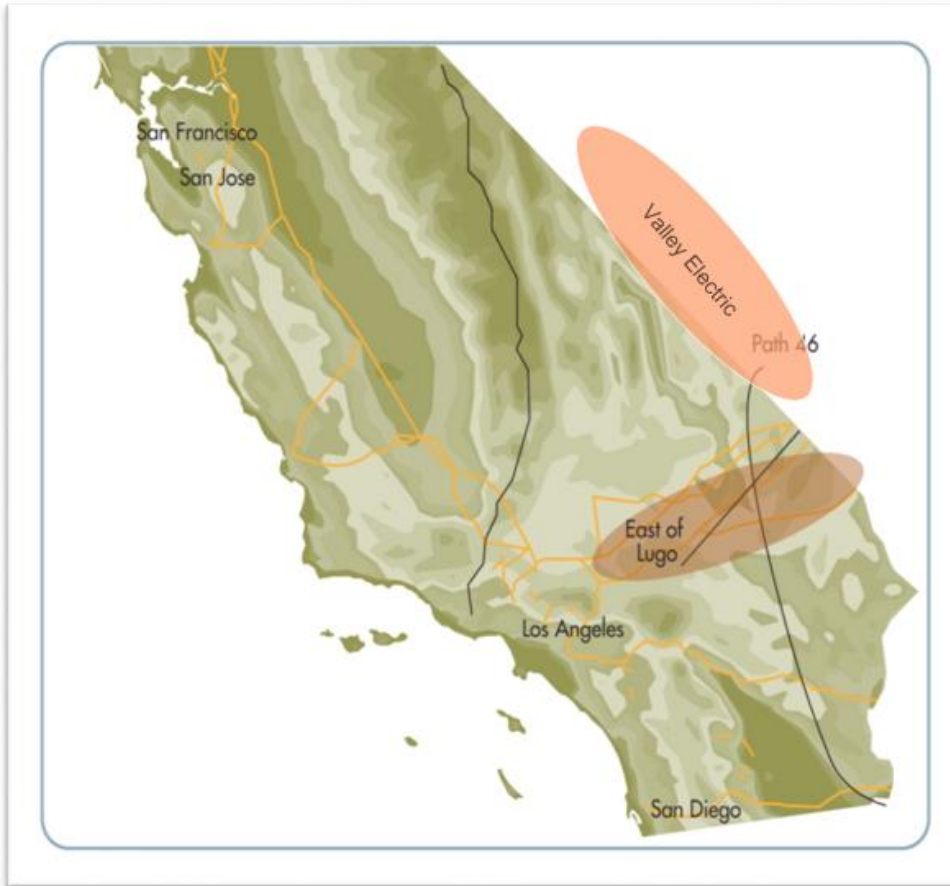 San Francisco
San Jose
Valley Electric
Path 46
East of
Lugo
Los Angeles
San Diego